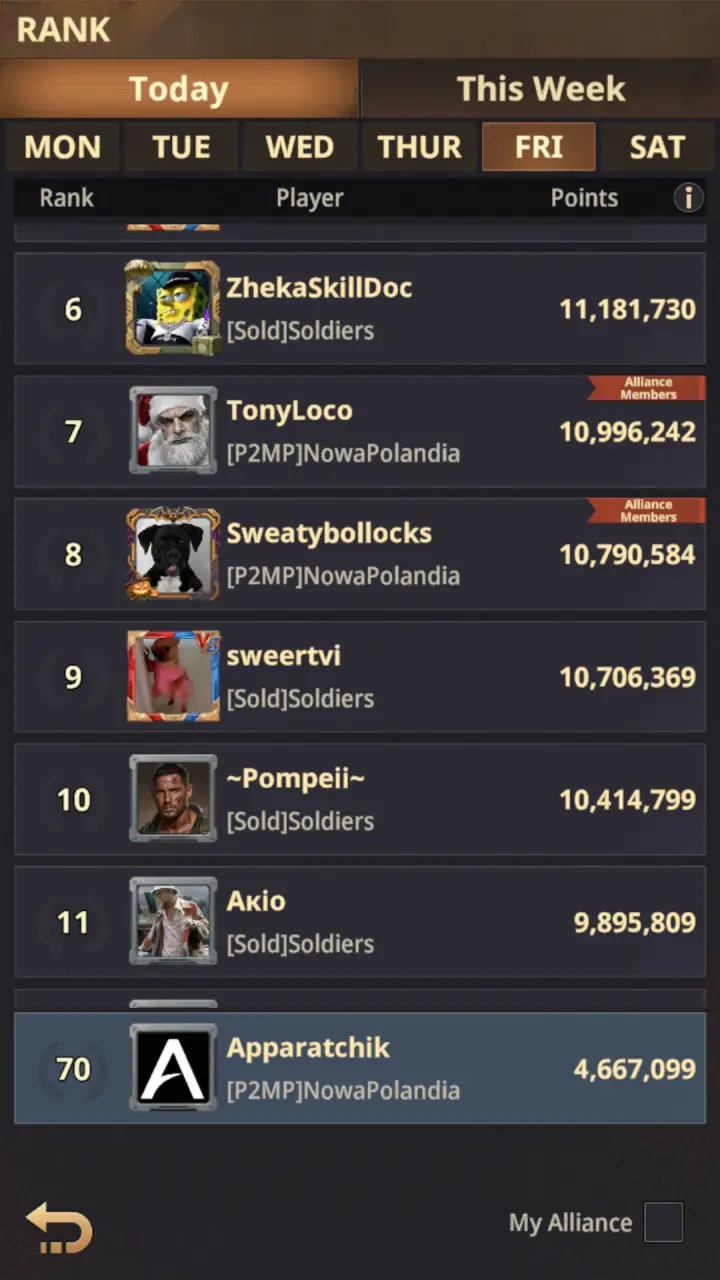 RANK
Today
This Week
MON
TUE
WED
THUR
FRI
SAT
Rank
Player
Points
i
6
ZhekaSkillDoc
[Sold]Soldiers
11,181,730
7
TonyLoco
[P2MP]NowaPolandia
Alliance
Members
10,996,242
8
Sweatybollocks
[P2MP]NowaPolandia
Alliance
Members
10,790,584
9
sweertvi
[Sold]Soldiers
10,706,369
10
~Pompeii~
[Sold]Soldiers
10,414,799
11
Акіо
[Sold]Soldiers
9,895,809
70
Apparatchik
[P2MP]NowaPolandia
4,667,099
My Alliance